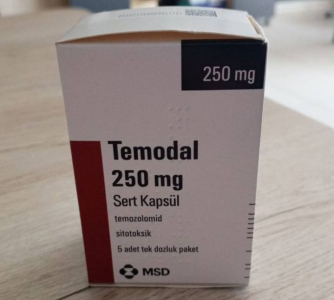 250 mg
Temodal
250 mg
Sert Kapsül
temozolomid
sitotoksik
5 adet tek dozluk paket
MSD